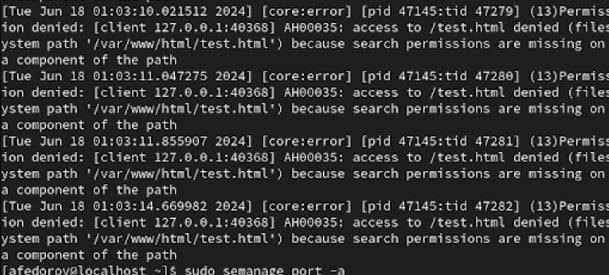 [Tue Jun 18 01:03:10.021512 2024] [core:error] [pid 47145:tid 47279] (13)Permiss
ion denied: [client 127.0.0.1:40368] AH00035: access to /test.html denied (files
ystem path '/var/www/html/test.html') because search permissions are missing on
a component of the path
[Tue Jun 18 01:03:11.047275 2024] [core:error] [pid 47145:tid 47280] (13)Permiss
ion denied: [client 127.0.0.1:40368] AH00035: access to /test.html denied (files
ystem path '/var/www/html/test.html') because search permissions are missing on
a component of the path
[Tue Jun 18 01:03:11.855907 2024] [core:error] [pid 47145:tid 47281] (13)Permiss
ion denied: [client 127.0.0.1:40368] AH00035: access to /test.html denied (files
ystem path '/var/www/html/test.html') because search permissions are missing on
a component of the path
[Tue Jun 18 01:03:14.669982 2024] [core:error] [pid 47145:tid 47282] (13)Permiss
ion denied: [client 127.0.0.1:40368] AH00035: access to /test.html denied (files
ystem path '/var/www/html/test.html') because search permissions are missing on
a component of the path
[afedorov@localhost ~]$ sudo semanage port -a